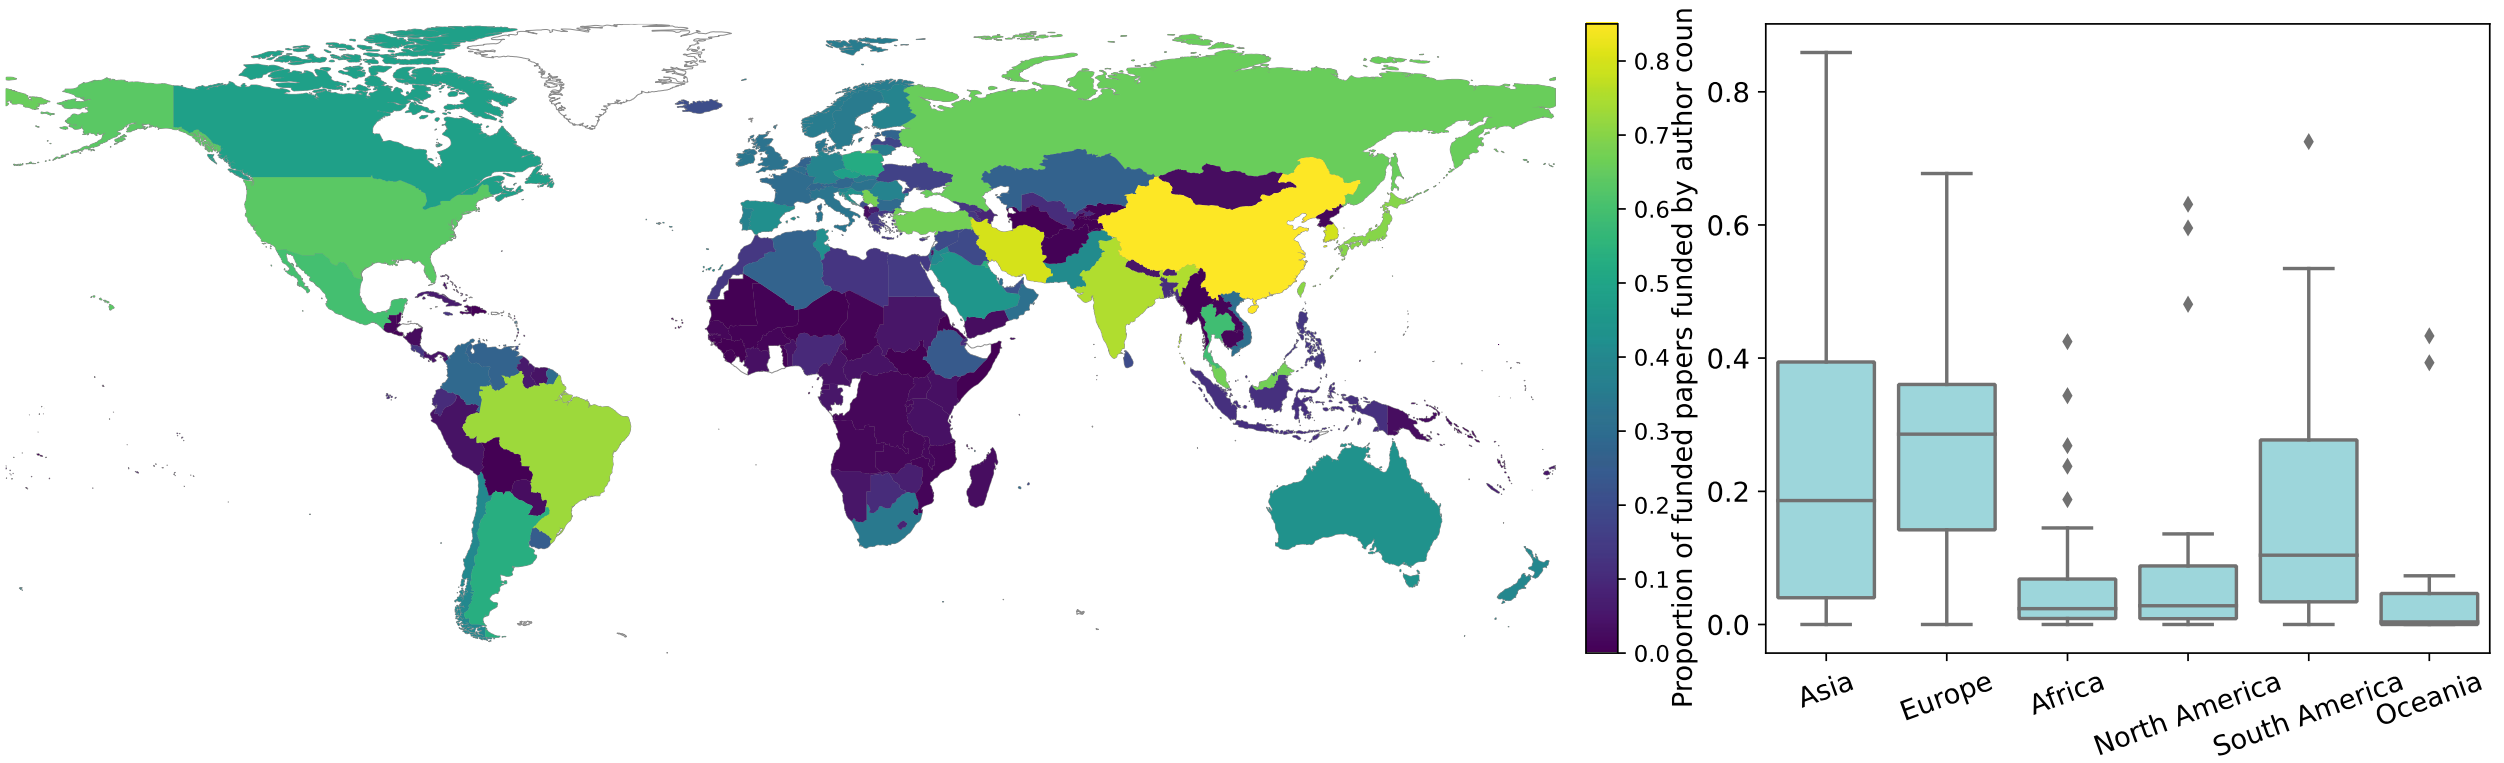 0.8
0.7
0.6
0.5
0.4
0.3
0.2
0.1
0.0
Proportion of funded papers funded by author coun
0.8
0.6
0.4
0.2
0.0
Asia
Europe
Africa
North America
South America
Oceania